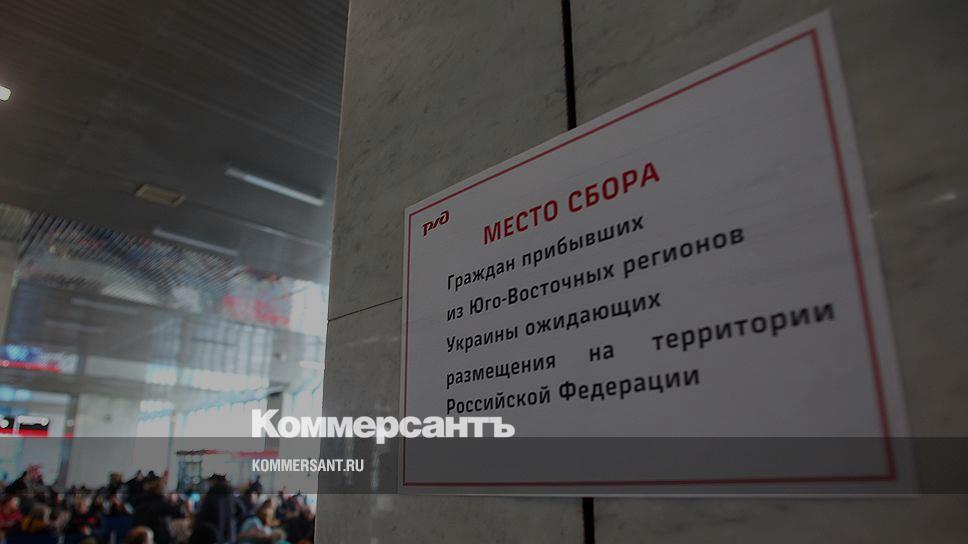 РЖД
МЕСТО СБОРА
Граждан прибывших
из Юго-Восточных регионов
Украины ожидающих
размещения на территории
Российской Федерации
Коммерсантъ
KOMMERSANT.RU